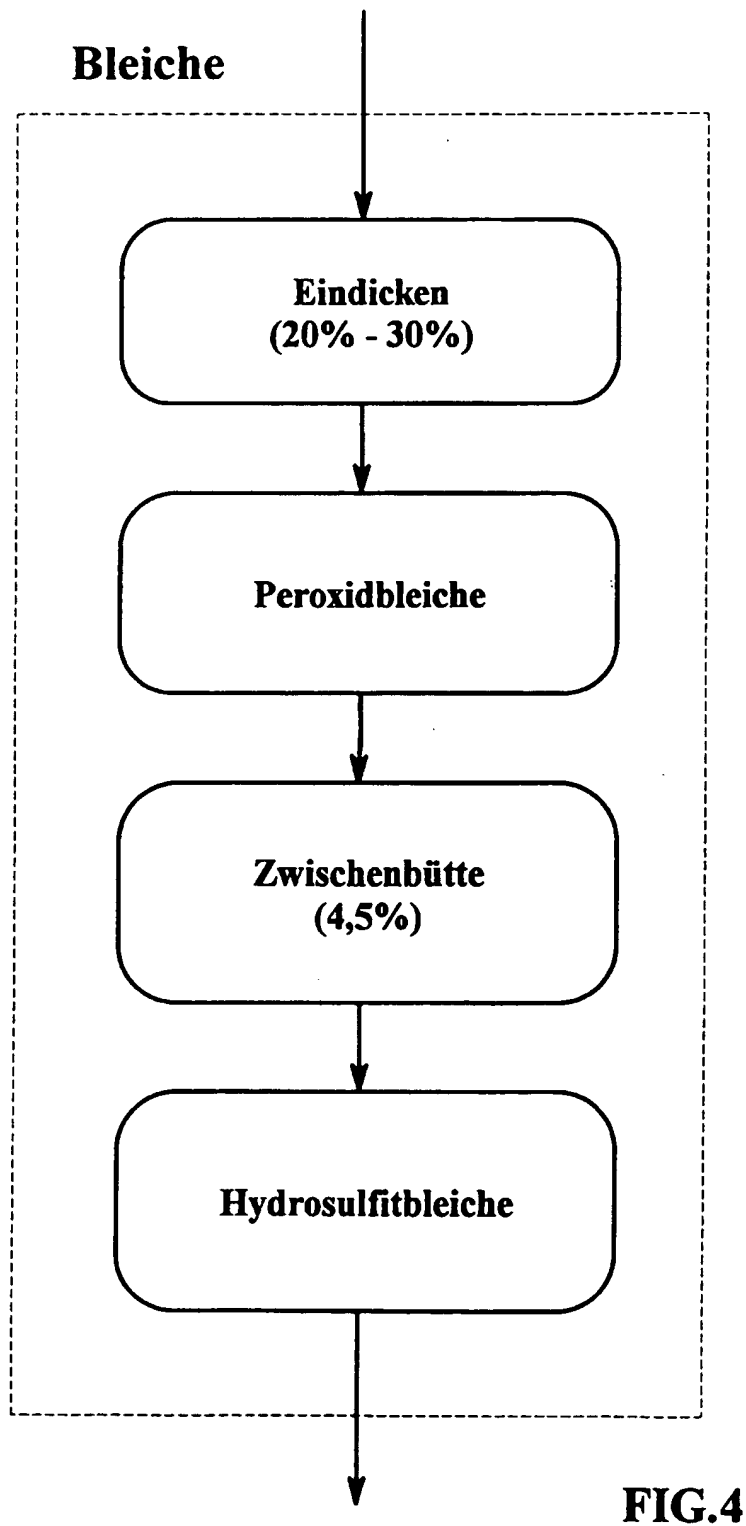 Bleiche
Eindicken
(20% - 30%)
Peroxidbleiche
Zwischenbütte
(4,5%)
Hydrosulfitbleiche
FIG.4